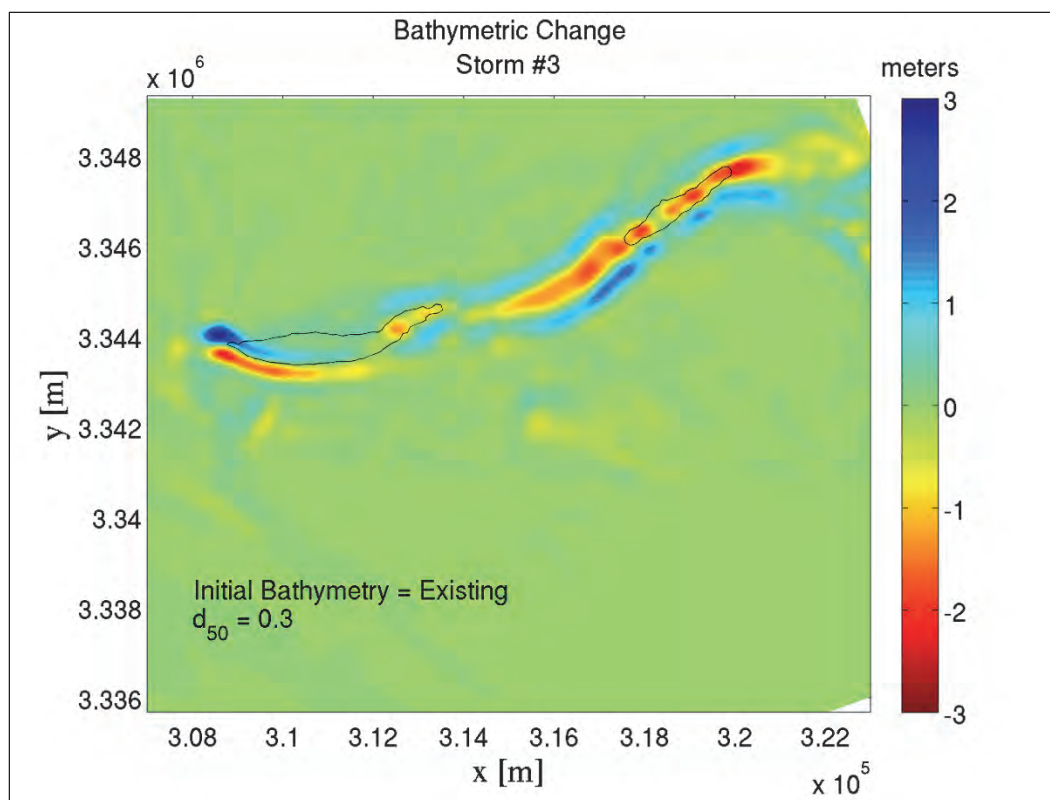 Bathymetric Change
Storm #3
x 10^6
meters
3.348
3.346
3.344
3.342
3.34
3.338
3.336
y [m]
Initial Bathymetry = Existing
d_50 = 0.3
3
2
1
0
-1
-2
-3
3.08 3.1 3.12 3.14 3.16 3.18 3.2 3.22
x [m]
x 10^5